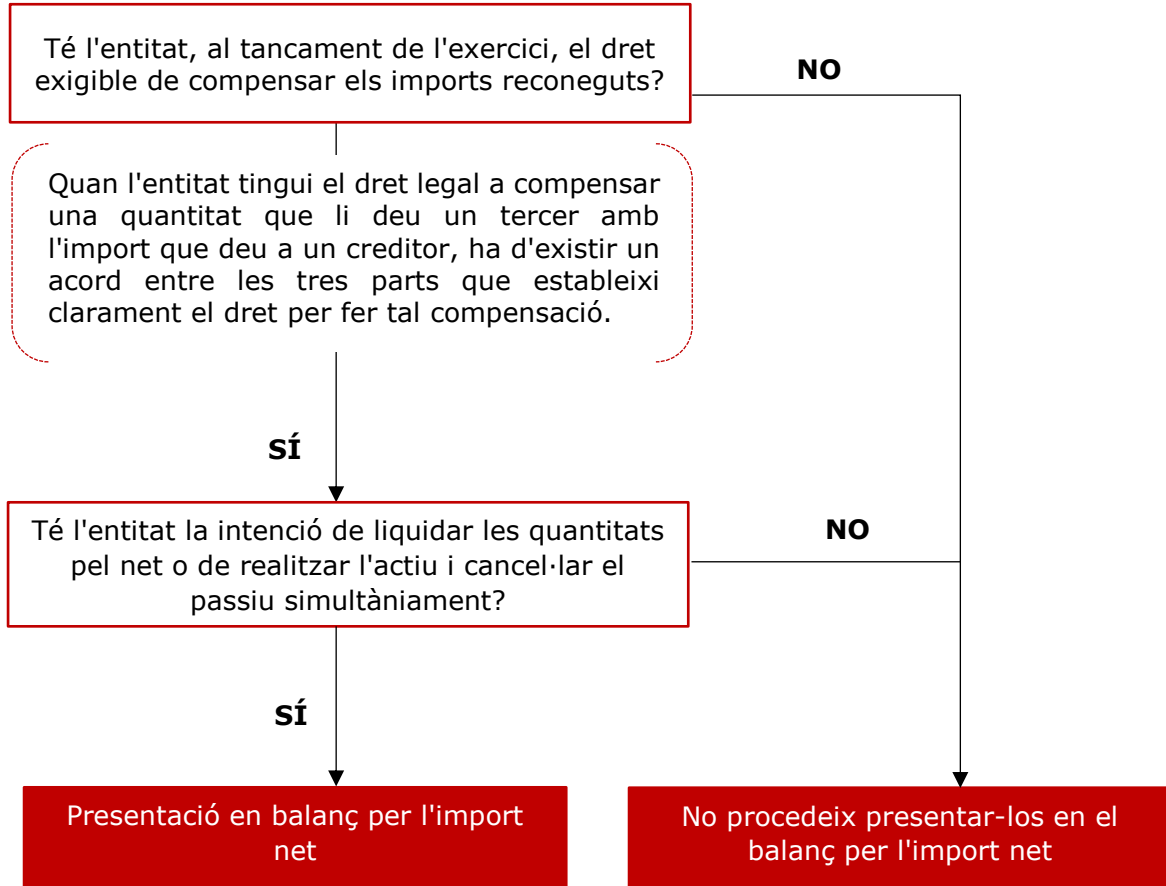 Té l'entitat, al tancament de l'exercici, el dret
exigible de compensar els imports reconeguts?
NO
Quan l'entitat tingui el dret legal a compensar
una quantitat que li deu un tercer amb
l'import que deu a un creditor, ha d'existir un
acord entre les tres parts que estableixi
clarament el dret per fer tal compensació.
SÍ
Té l'entitat la intenció de liquidar les quantitats
pel net o de realitzar l'actiu i cancel·lar el
passiu simultàniament?
NO
SÍ
Presentació en balanç per l'import
net
No procedeix presentar-los en el
balanç per l'import net